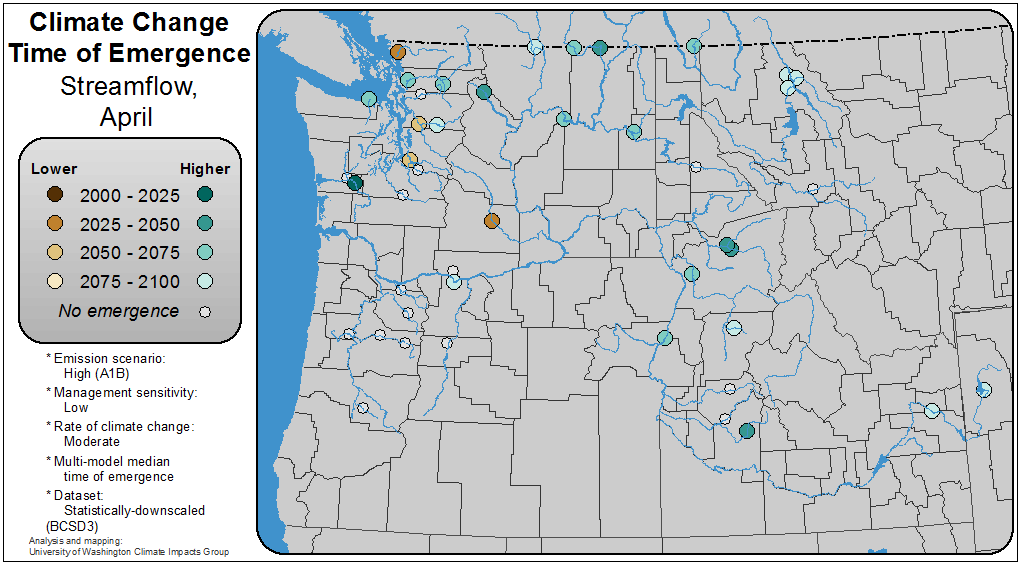 Climate Change
Time of Emergence
Streamflow,
April
Lower Higher
2000 - 2025
2025 - 2050
2050 - 2075
2075 - 2100
No emergence
* Emission scenario:
High (A1B)
* Management sensitivity:
Low
* Rate of climate change:
Moderate
* Multi-model median
time of emergence
* Dataset:
Statistically-downscaled
(BCSD3)
Analysis and mapping:
University of Washington Climate Impacts Group